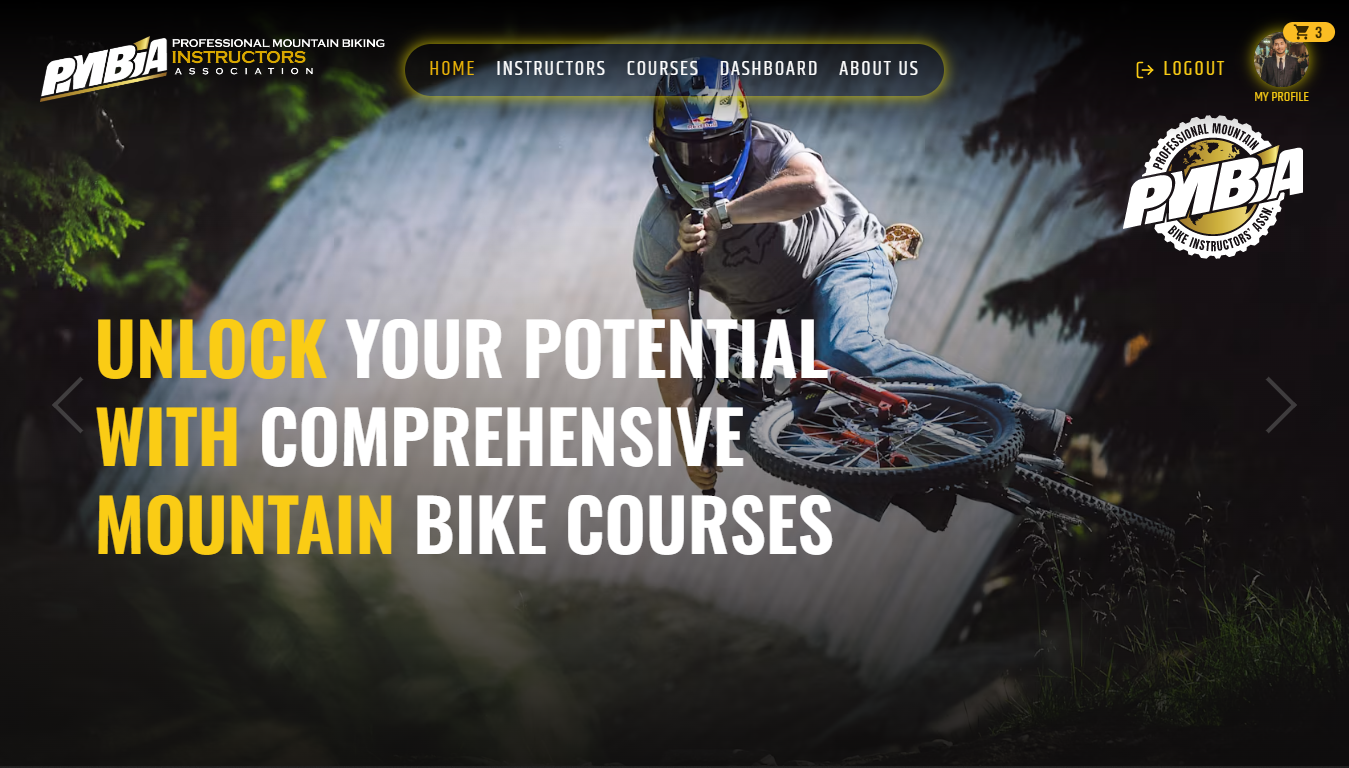 PMBIA
PROFESSIONAL MOUNTAIN BIKING
INSTRUCTORS
ASSOCIATION
HOME INSTRUCTORS COURSES DASHBOARD ABOUT US
LOGOUT
3
MY PROFILE
PROFESSIONAL MOUNTAIN
PMBIA
BIKE INSTRUCTORS' ASSN.
UNLOCK YOUR POTENTIAL
WITH COMPREHENSIVE
MOUNTAIN BIKE COURSES